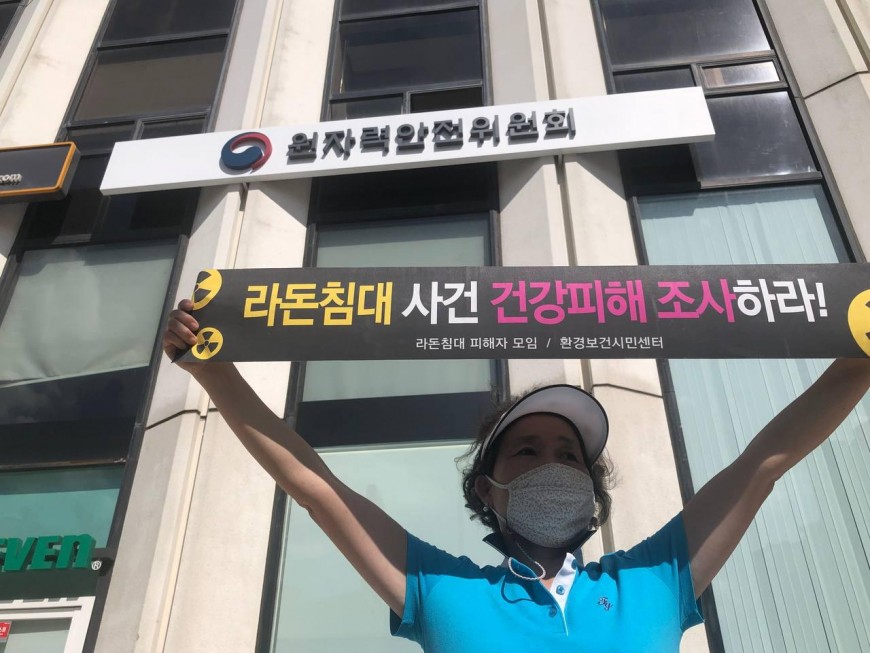 원자력안전위원회
com
라돈침대 사건 건강피해 조사하라!
라돈침대 피해자 모임 / 환경보건시민센터
EVEN®